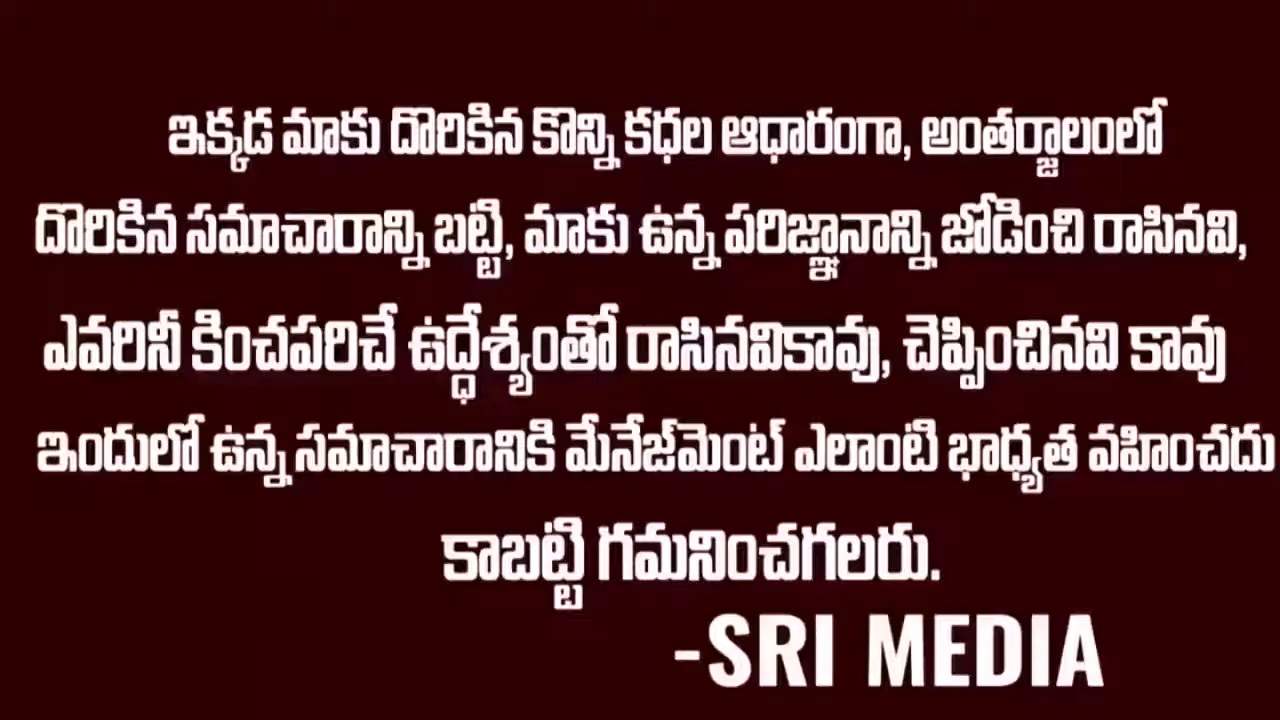 ఇక్కడ మాకు దొరికిన కొన్ని కధల ఆధారంగా, అంతర్జాలంలో
దొరికిన సమాచారాన్ని బట్టి, మాకు ఉన్న పరిజ్ఞానాన్ని జోడించి రాసినవి,
ఎవరినీ కించపరిచే ఉద్ధేశ్యంతో రాసినవికావు, చెప్పించినవి కావు
ఇందులో ఉన్న సమాచారానికి మేనేజ్‌మెంట్ ఎలాంటి భాధ్యత వహించదు
కాబట్టి గమనించగలరు.
-SRI MEDIA